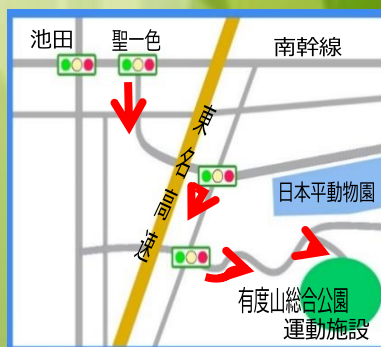 池田
聖一色
南幹線
東名高速
日本平動物園
有度山総合公園
運動施設